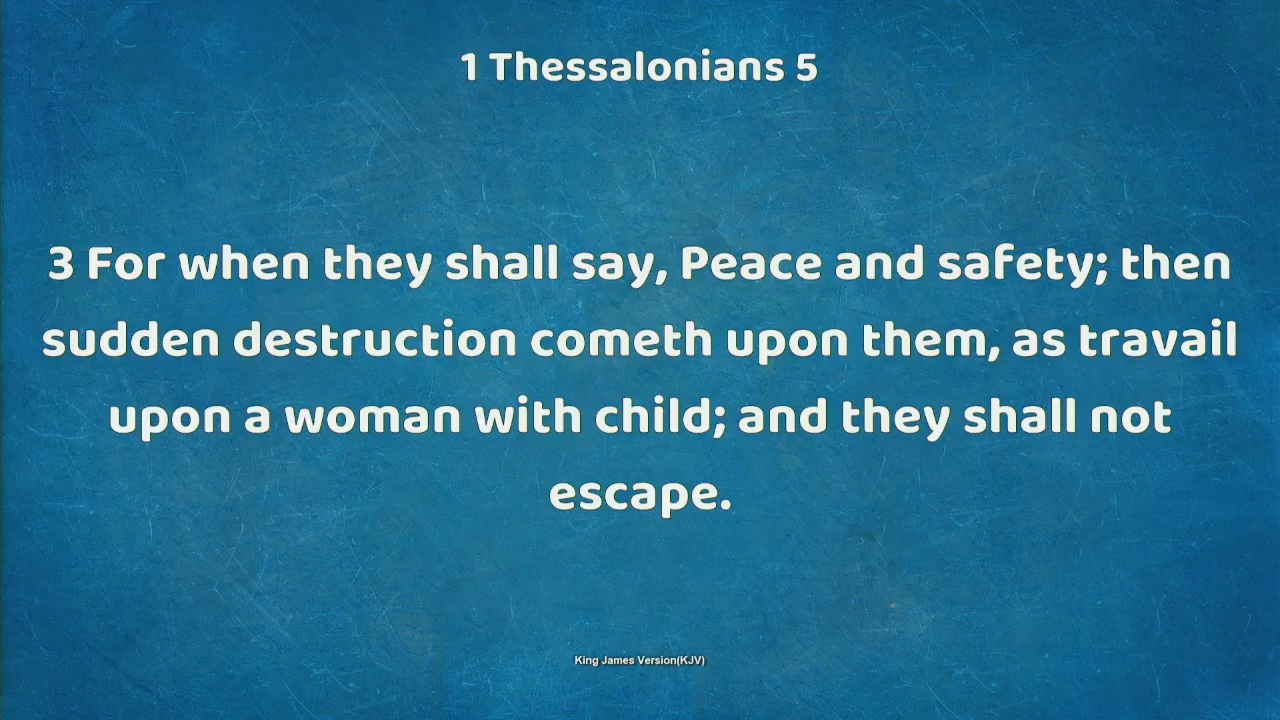 1 Thessalonians 5
3 For when they shall say, Peace and safety; then
sudden destruction cometh upon them, as travail
upon a woman with child; and they shall not
escape.
King James Version(KJV)